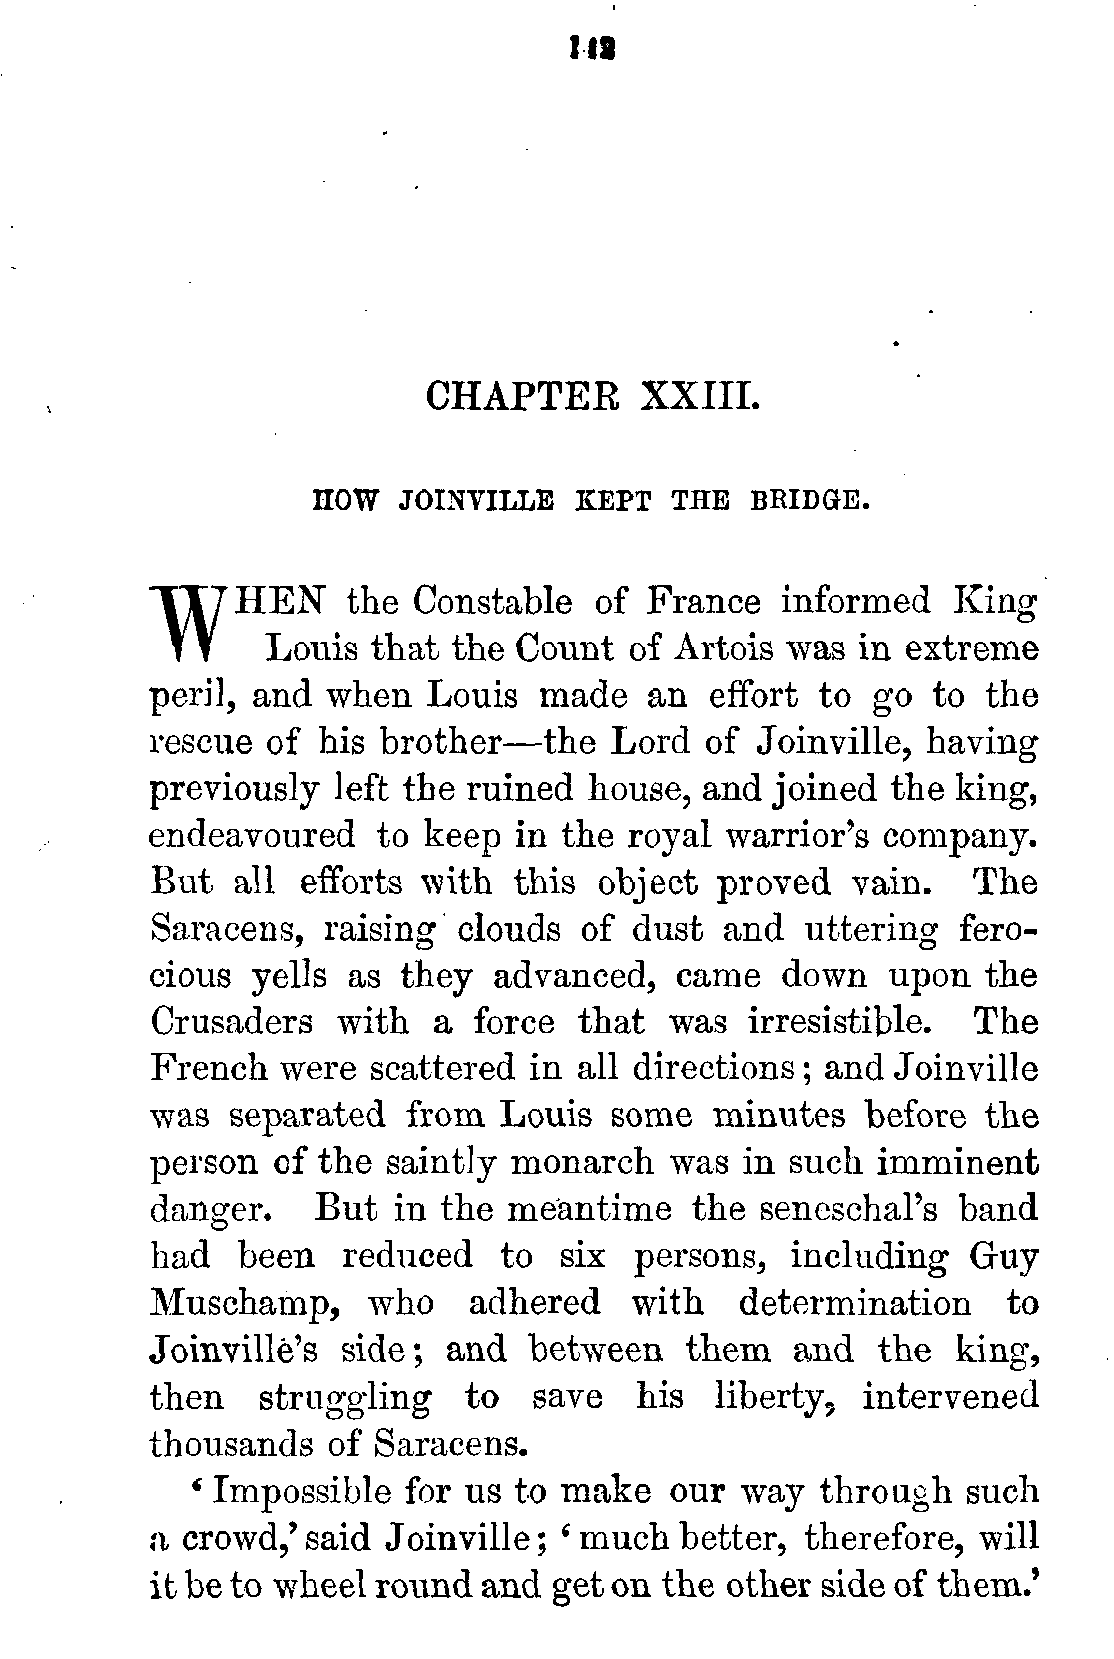 142
CHAPTER XXIII.
HOW JOINVILLE KEPT THE BRIDGE.
WHEN the Constable of France informed King
Louis that the Count of Artois was in extreme
peril, and when Louis made an effort to go to the
rescue of his brother—the Lord of Joinville, having
previously left the ruined house, and joined the king,
endeavoured to keep in the royal warrior's company.
But all efforts with this object proved vain. The
Saracens, raising clouds of dust and uttering fero-
cious yells as they advanced, came down upon the
Crusaders with a force that was irresistible. The
French were scattered in all directions; and Joinville
was separated from Louis some minutes before the
person of the saintly monarch was in such imminent
danger. But in the meantime the seneschal's band
had been reduced to six persons, including Guy
Muschamp, who adhered with determination to
Joinville's side; and between them and the king,
then struggling to save his liberty, intervened
thousands of Saracens.
‘Impossible for us to make our way through such
a crowd,’ said Joinville; ‘much better, therefore, will
it be to wheel round and get on the other side of them.’